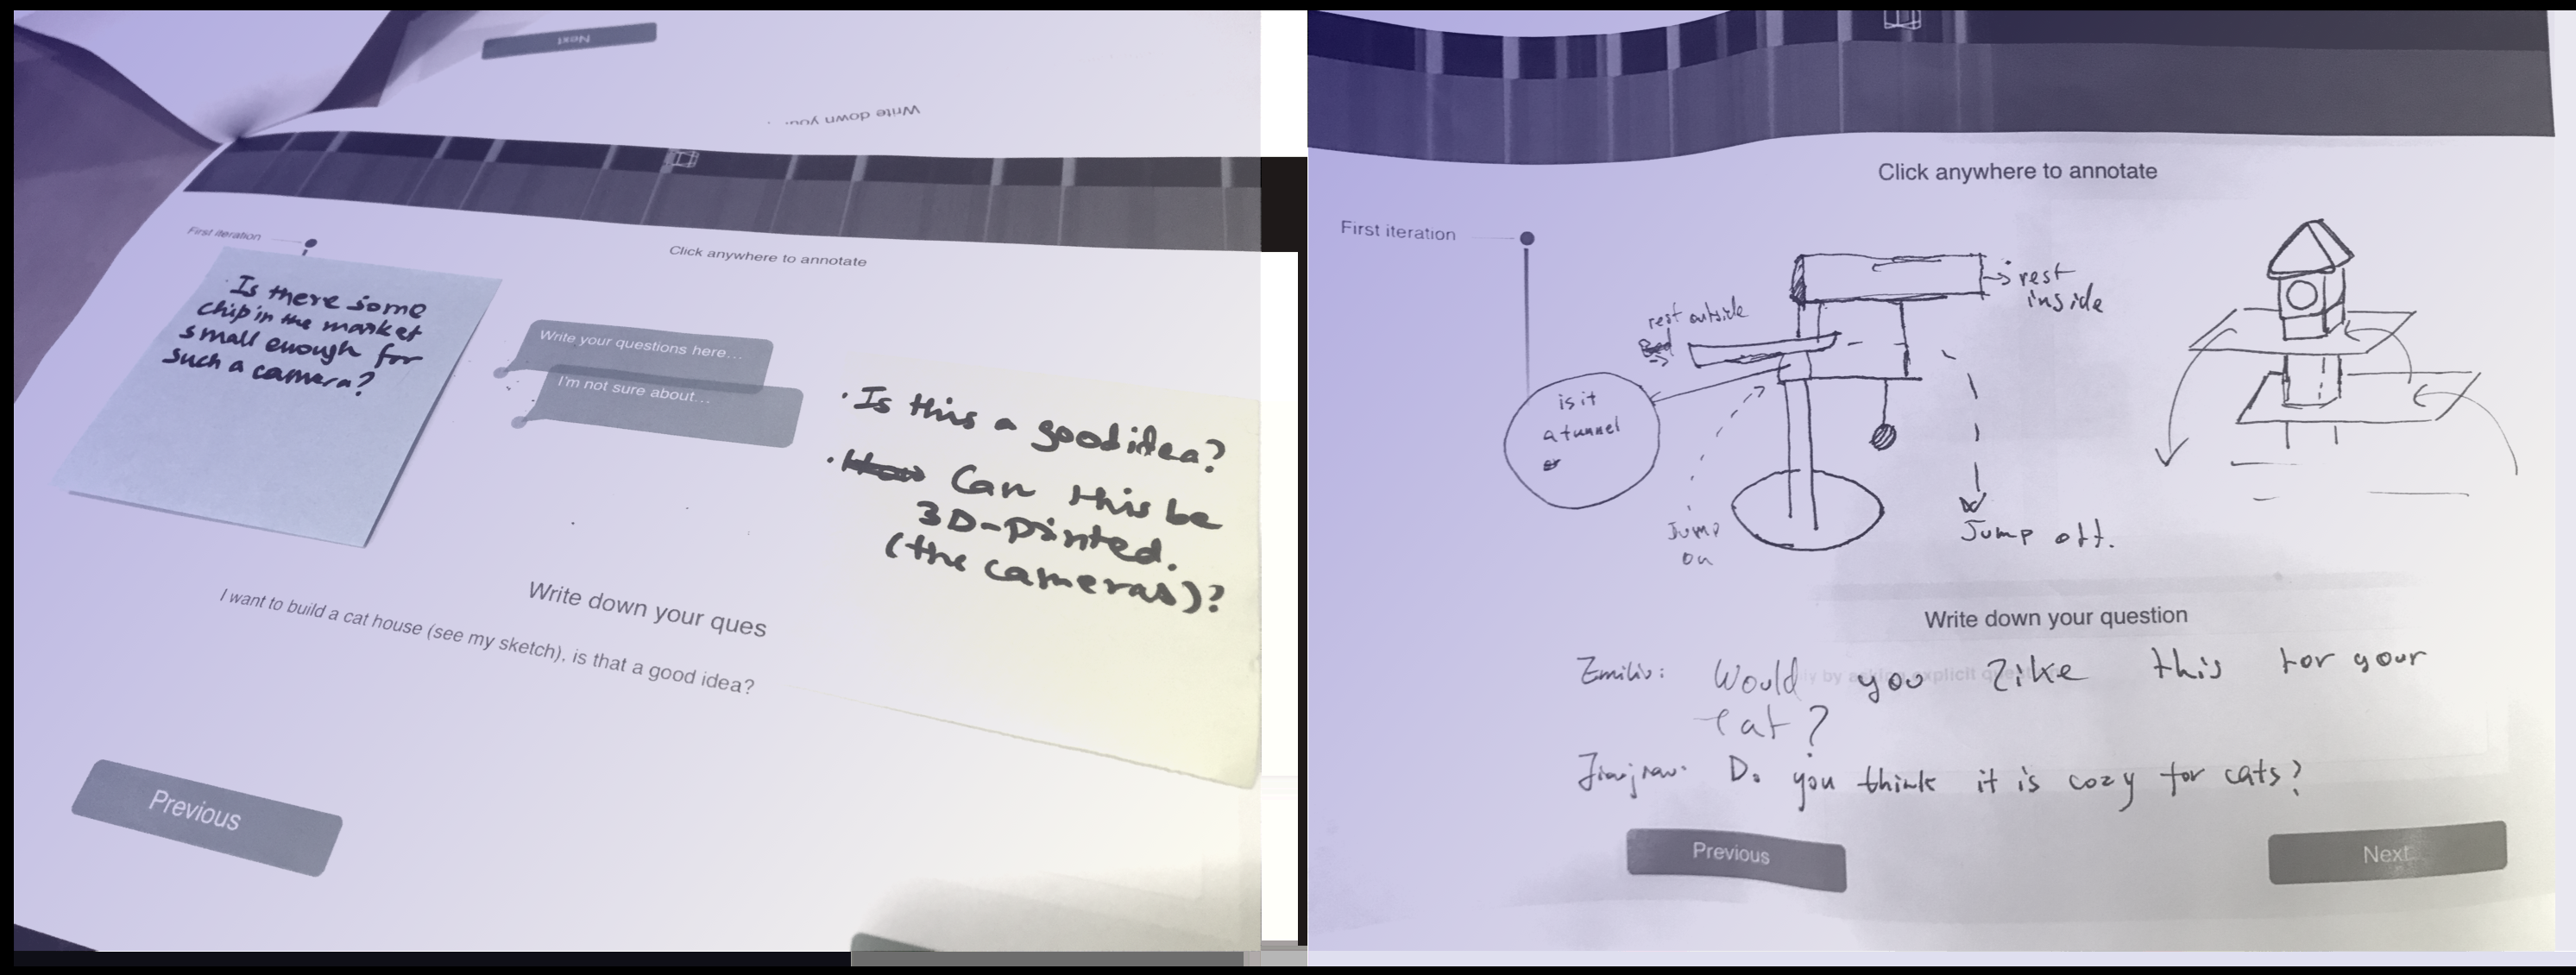 Next
Write down you...
First iteration
Click anywhere to annotate
Is there some
chip in the market
small enough for
such a camera?
Write your questions here...
I'm not sure about...
· Is this a good idea?
· Can this be
3D-printed.
(the cameras)?
Write down your ques
I want to build a cat house (see my sketch), is that a good idea?
Previous
Click anywhere to annotate
First iteration
rest
inside
rest outside
is it
a tunnel
or
Jump
on
Jump off.
Write down your question
Emilio: Would you like this for your
cat?
Do you think it is cozy for cats?
Previous
Next